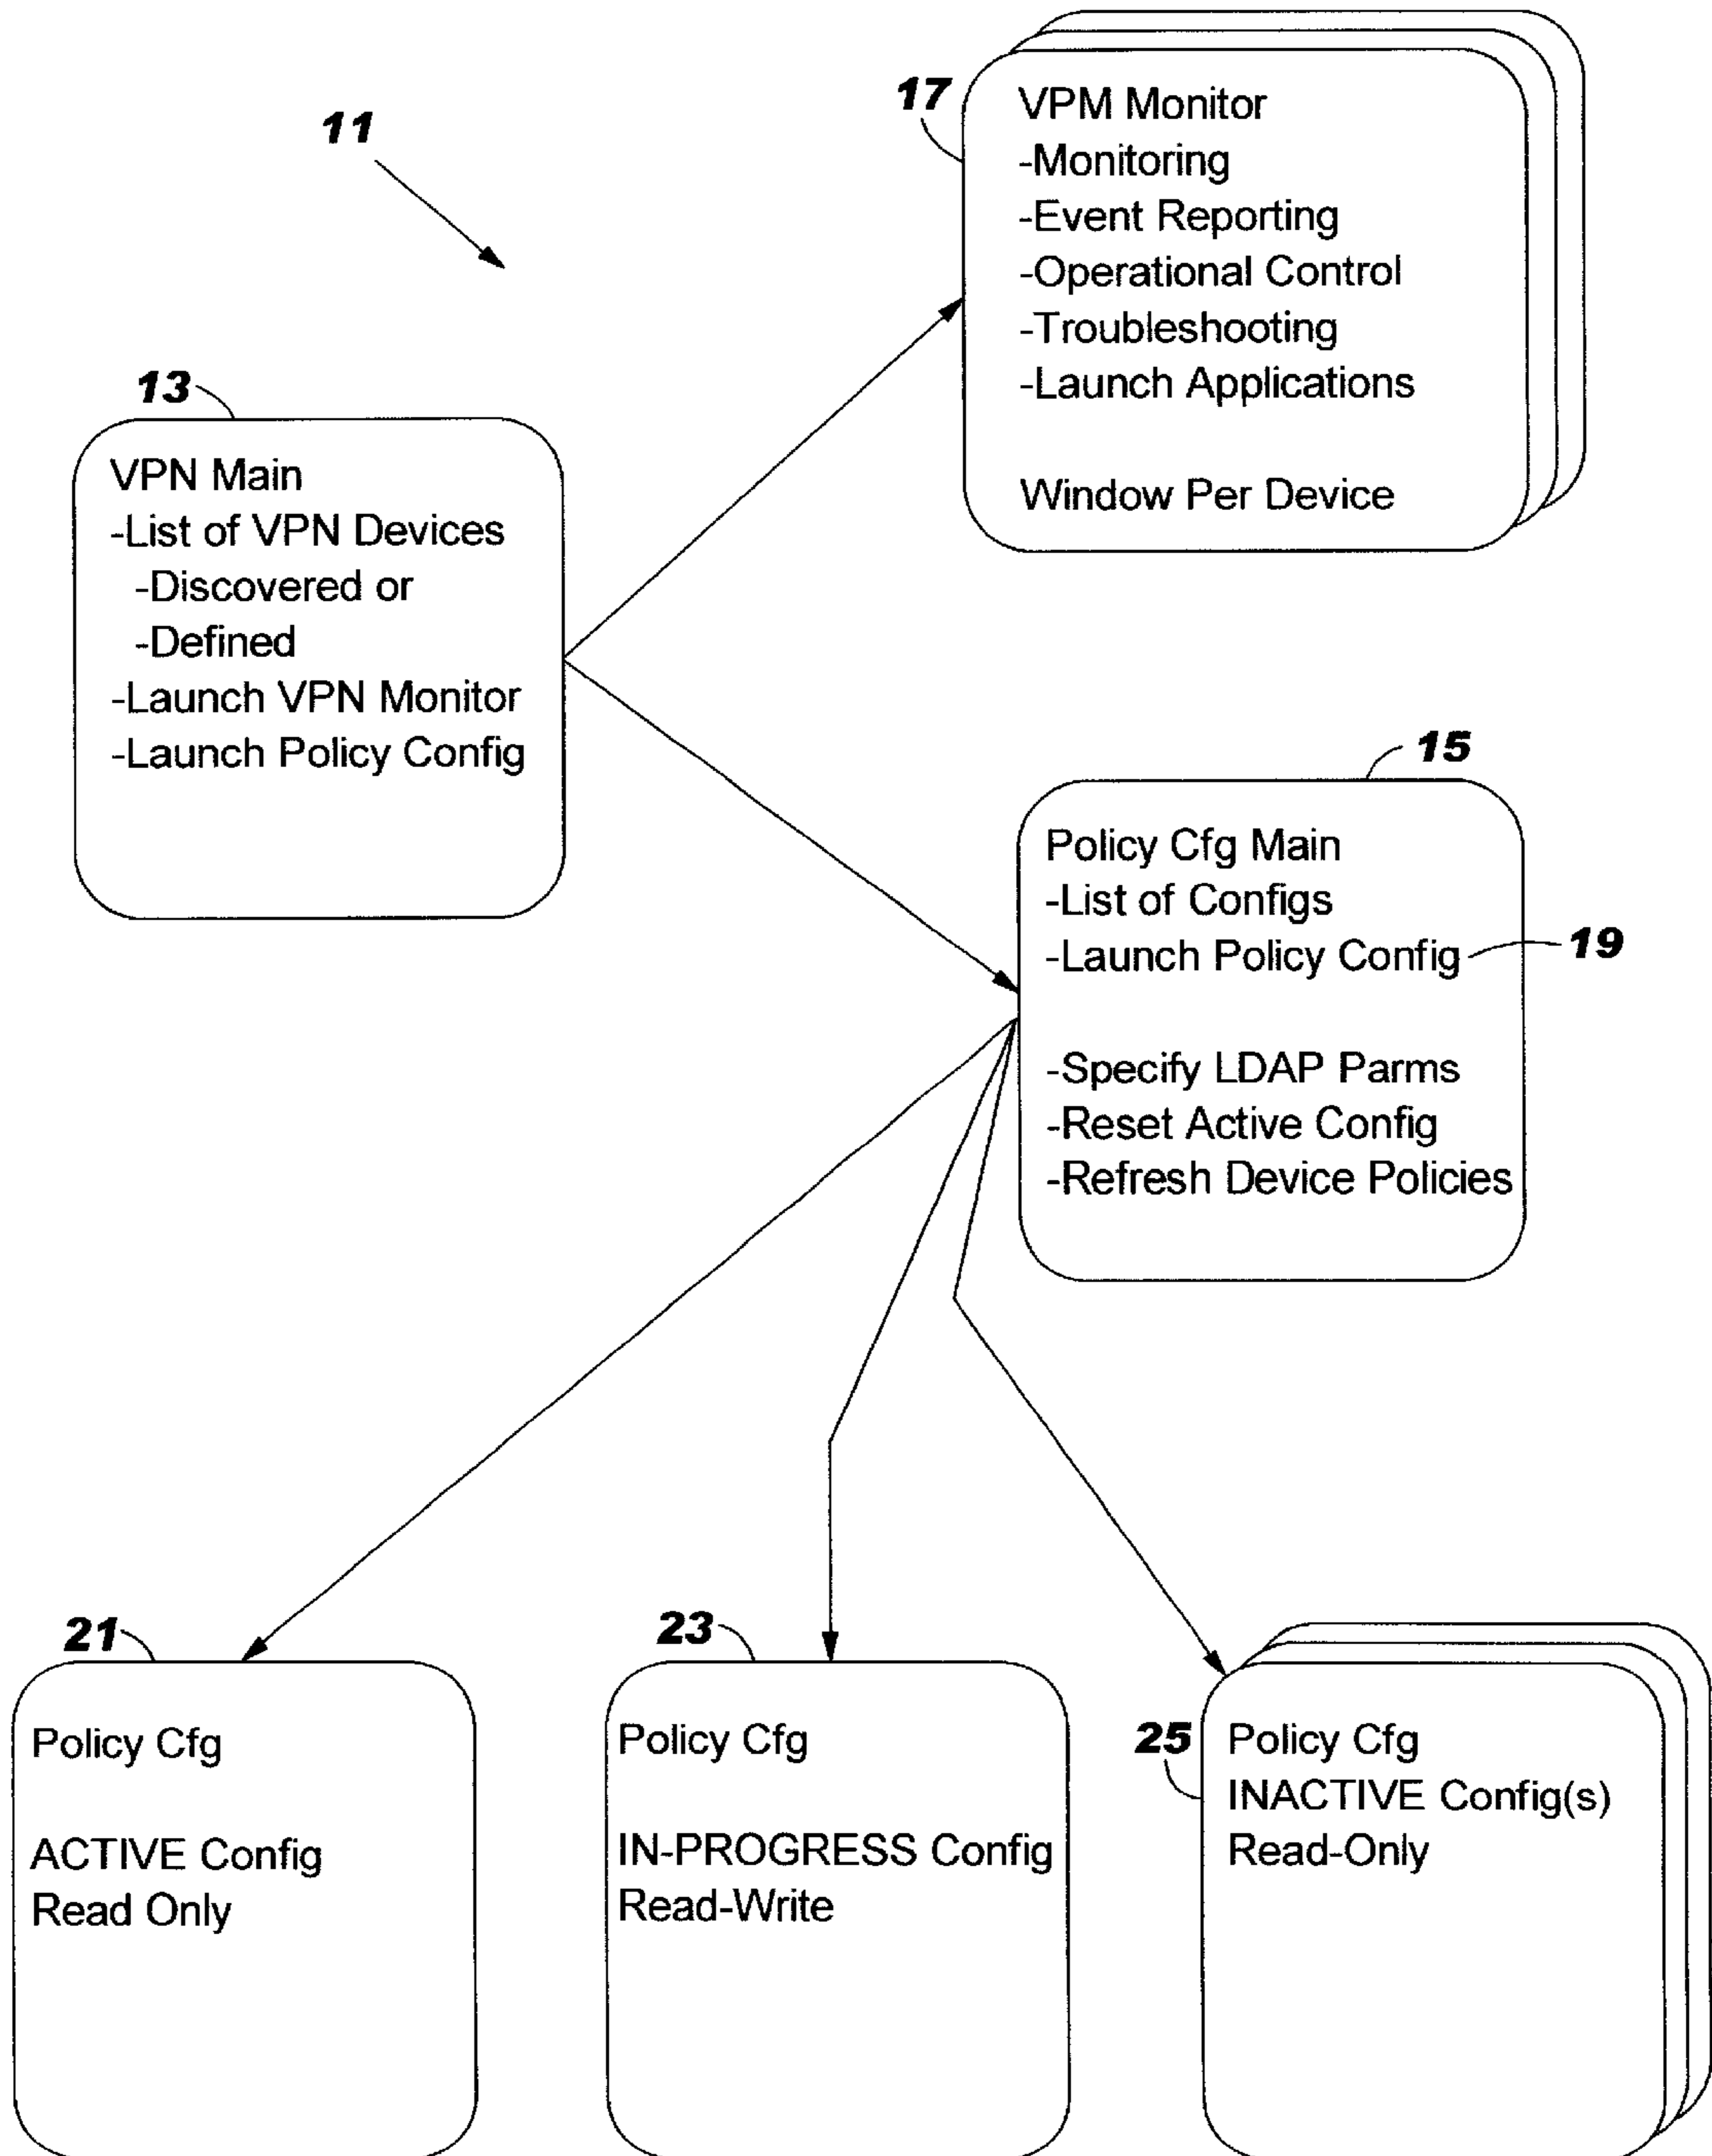 17
VPM Monitor
-Monitoring
-Event Reporting
-Operational Control
-Troubleshooting
-Launch Applications
Window Per Device
11
13
VPN Main
-List of VPN Devices
-Discovered or
-Defined
-Launch VPN Monitor
-Launch Policy Config
15
Policy Cfg Main
-List of Configs
-Launch Policy Config
19
-Specify LDAP Parms
-Reset Active Config
-Refresh Device Policies
21
Policy Cfg
ACTIVE Config
Read Only
23
Policy Cfg
IN-PROGRESS Config
Read-Write
25
Policy Cfg
INACTIVE Config(s)
Read-Only